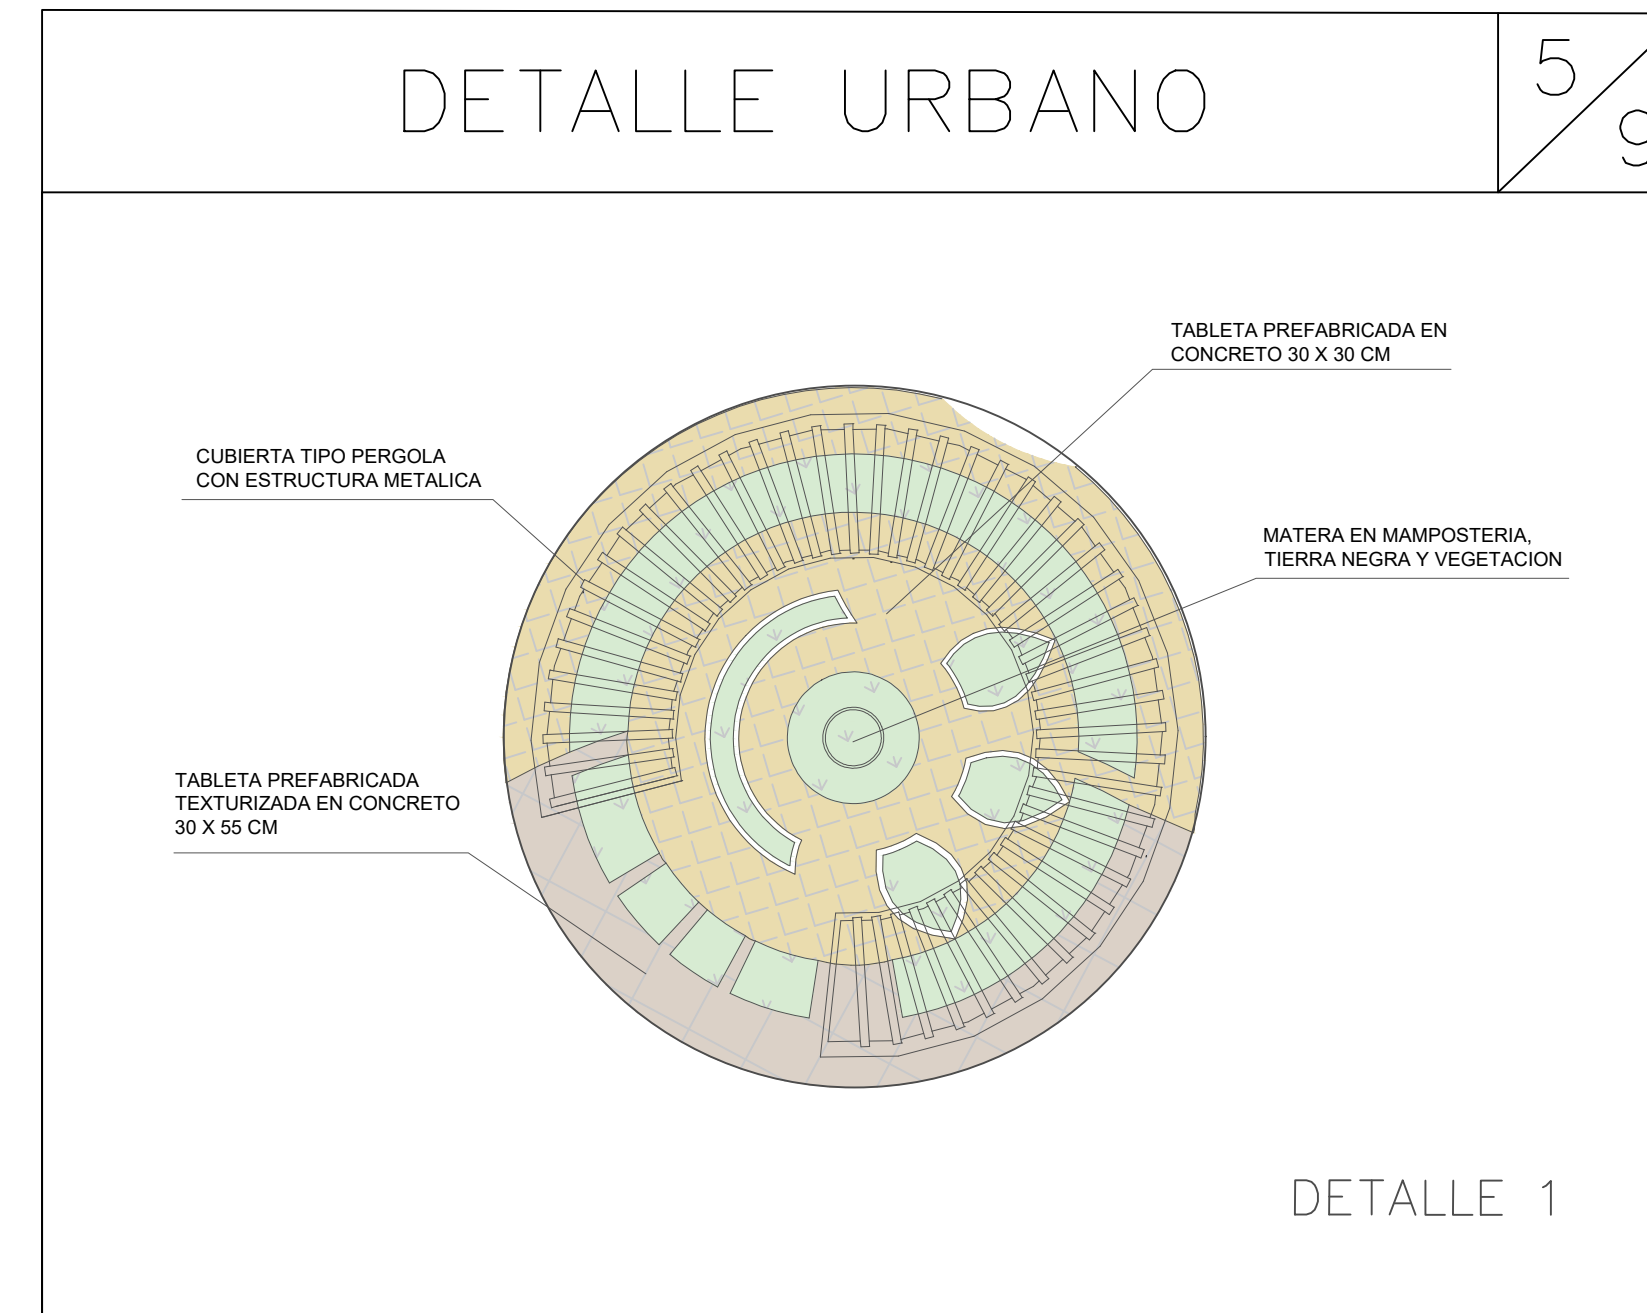 DETALLE URBANO
5/9
TABLETA PREFABRICADA EN
CONCRETO 30 X 30 CM
CUBIERTA TIPO PERGOLA
CON ESTRUCTURA METALICA
MATERA EN MAMPOSTERIA,
TIERRA NEGRA Y VEGETACION
TABLETA PREFABRICADA
TEXTURIZADA EN CONCRETO
30 X 55 CM
DETALLE 1